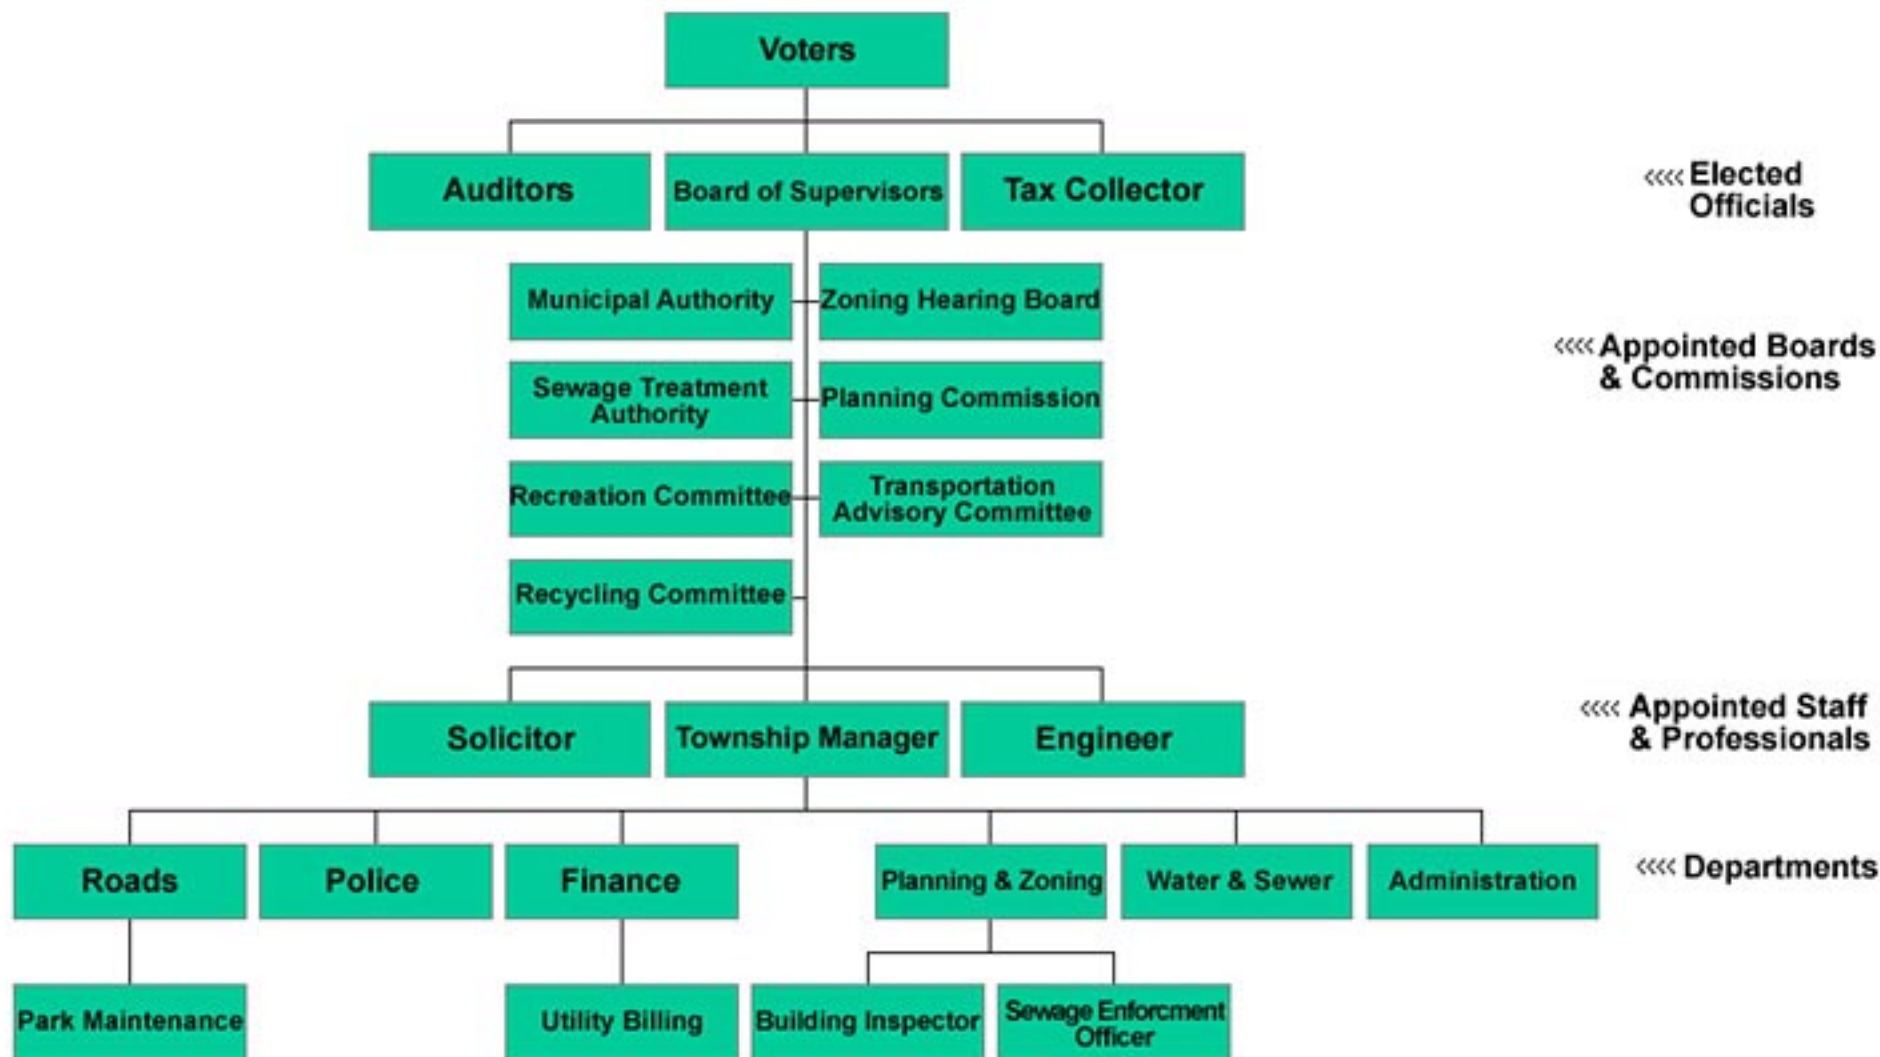 Voters
Auditors
Board of Supervisors
Tax Collector
<<<< Elected
Officials
Municipal Authority
Zoning Hearing Board
<<<< Appointed Boards
& Commissions
Sewage Treatment
Authority
Planning Commission
Recreation Committee
Transportation
Advisory Committee
Recycling Committee
Solicitor
Township Manager
Engineer
<<<< Appointed Staff
& Professionals
Roads
Police
Finance
Planning & Zoning
Water & Sewer
Administration
<<<< Departments
Park Maintenance
Utility Billing
Building Inspector
Sewage Enforcment
Officer